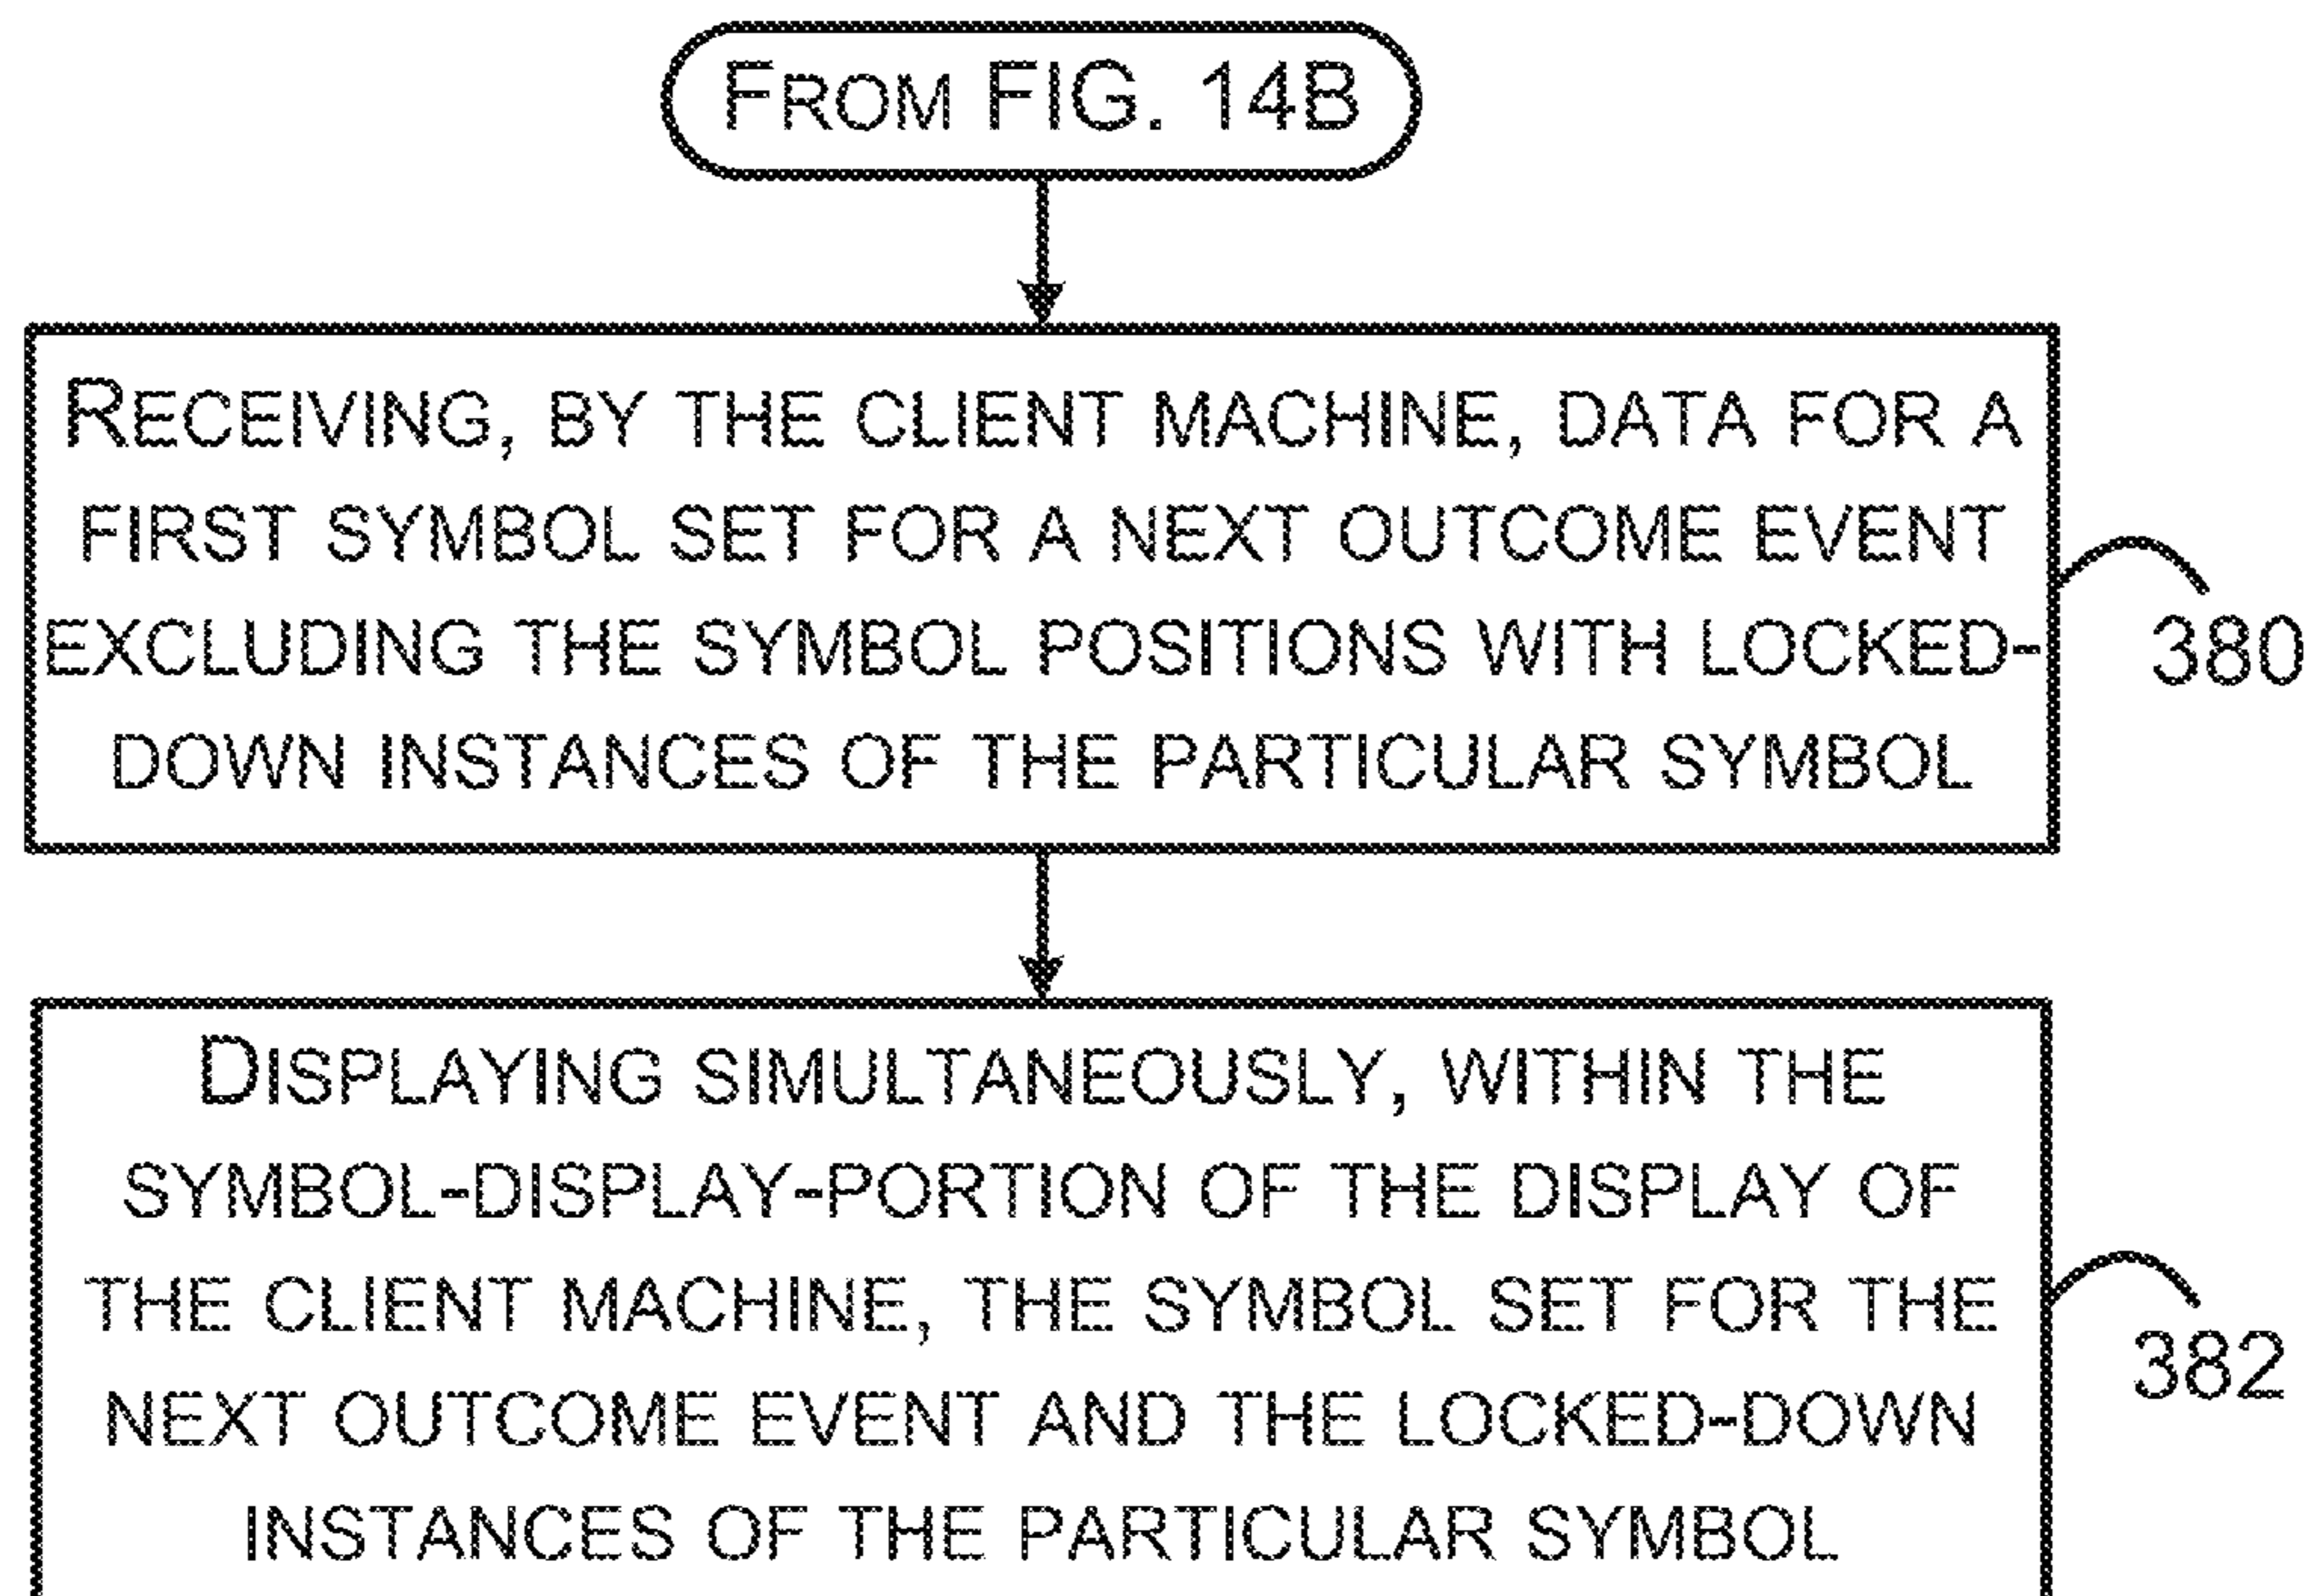 FROM FIG. 14B
RECEIVING, BY THE CLIENT MACHINE, DATA FOR A
FIRST SYMBOL SET FOR A NEXT OUTCOME EVENT
EXCLUDING THE SYMBOL POSITIONS WITH LOCKED-
DOWN INSTANCES OF THE PARTICULAR SYMBOL
380
DISPLAYING SIMULTANEOUSLY, WITHIN THE
SYMBOL-DISPLAY-PORTION OF THE DISPLAY OF
THE CLIENT MACHINE, THE SYMBOL SET FOR THE
NEXT OUTCOME EVENT AND THE LOCKED-DOWN
INSTANCES OF THE PARTICULAR SYMBOL
382